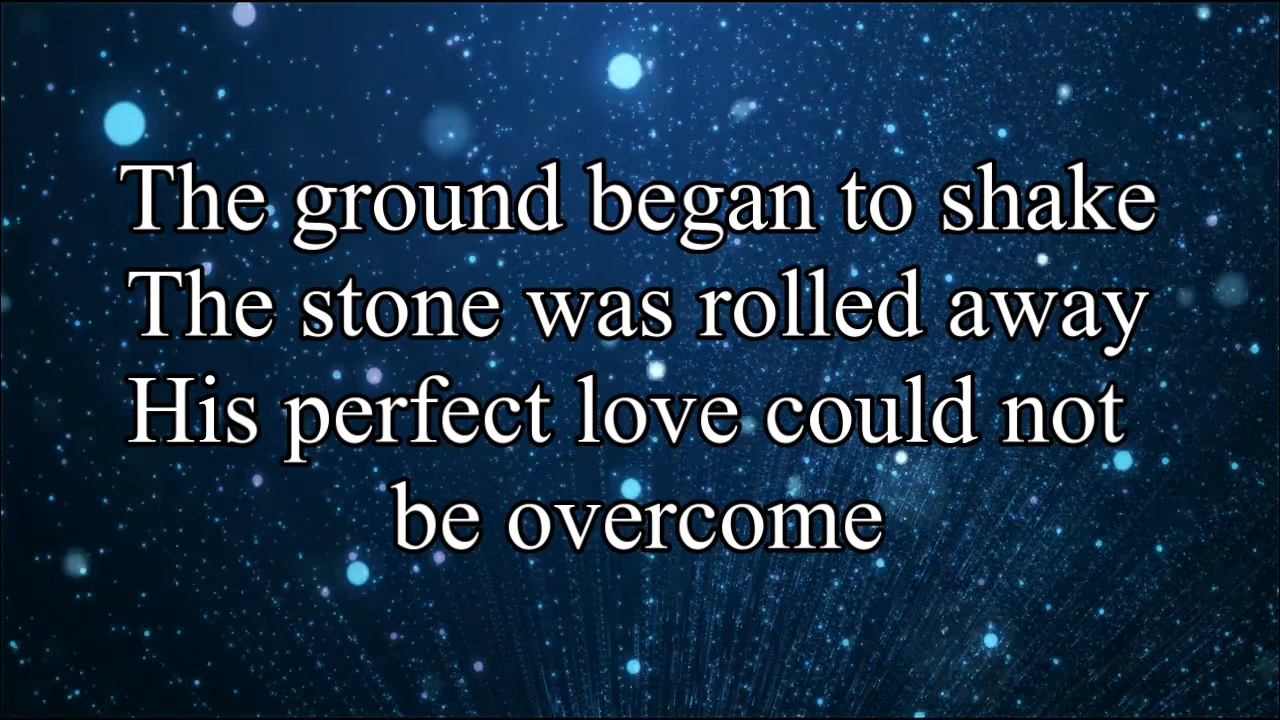 The ground began to shake
The stone was rolled away
His perfect love could not
be overcome